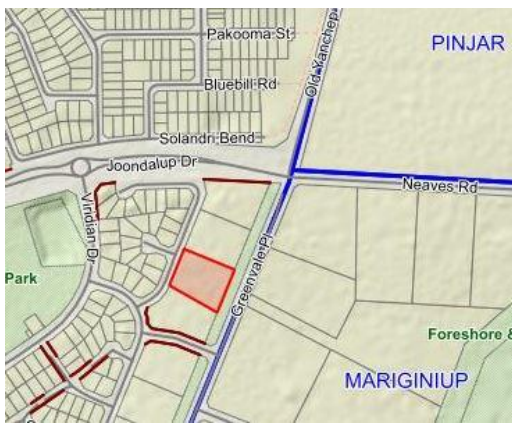 Pakooma St
PINJAR
Bluebill Rd
Old Yanchep
Solandri Bend
Joondalup Dr
Neaves Rd
Viridian Dr
Park
Greenvale Pl
Foreshore &
MARIGINIUP